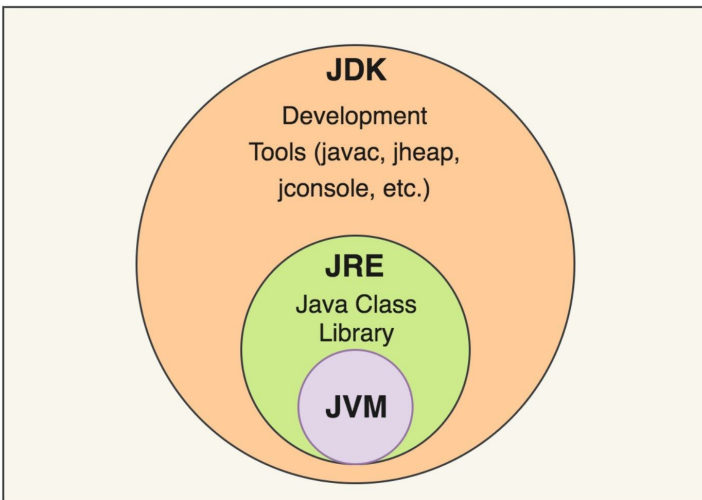 JDK
Development
Tools (javac, jheap,
jconsole, etc.)
JRE
Java Class
Library
JVM